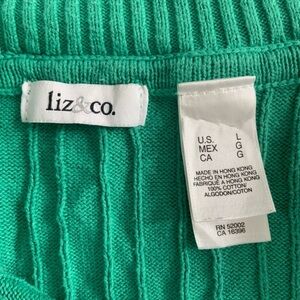 liz&co.
U.S. L
MEX G
CA G
MADE IN HONG KONG
HECHO EN HONG KONG
FABRIQUÉ À HONG KONG
100% COTTON/
ALGODON/COTON
RN 52002
CA 16396